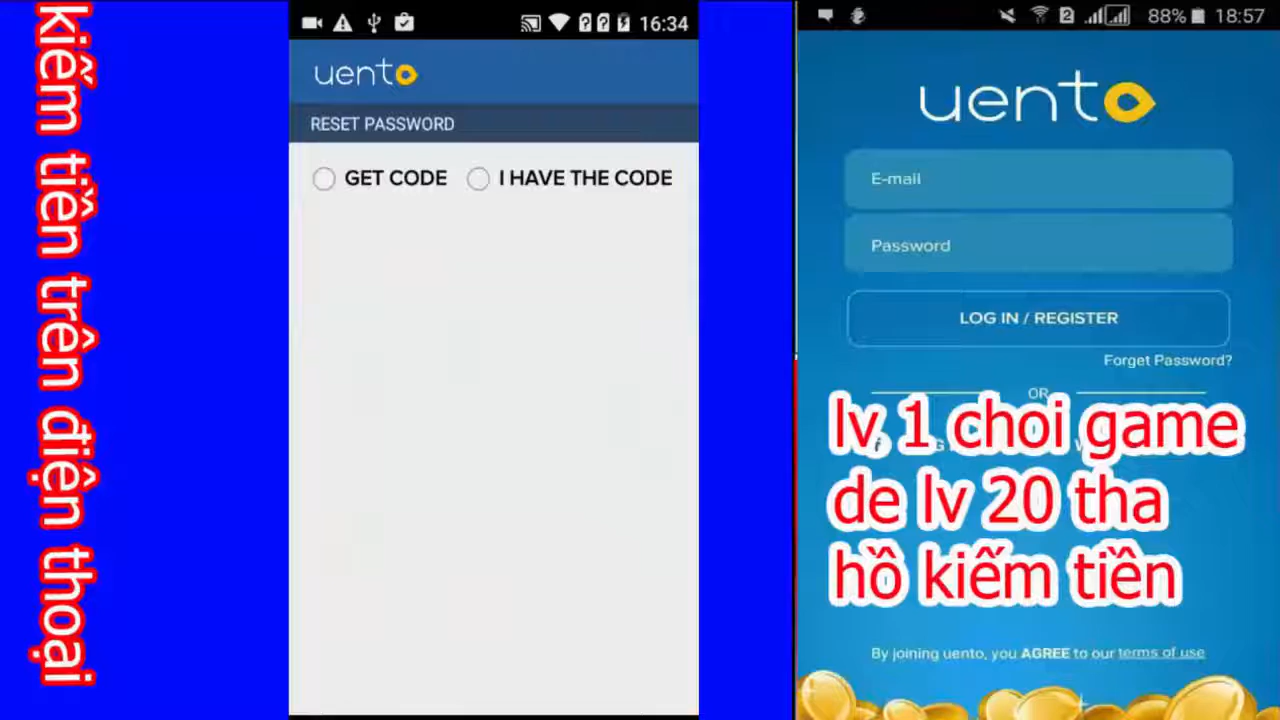 kiếm tiền trên điện thoại
16:34
uento
RESET PASSWORD
GET CODE
I HAVE THE CODE
88% 18:57
uento
E-mail
Password
LOG IN / REGISTER
Forget Password?
OR
lv 1 choi game
de lv 20 tha
hồ kiếm tiền
By joining uento, you AGREE to our terms of use